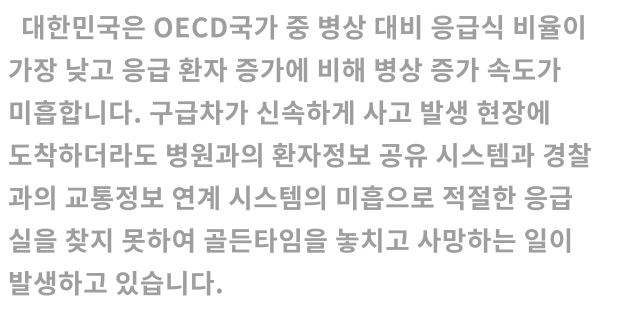 대한민국은 OECD국가 중 병상 대비 응급식 비율이
가장 낮고 응급 환자 증가에 비해 병상 증가 속도가
미흡합니다. 구급차가 신속하게 사고 발생 현장에
도착하더라도 병원과의 환자정보 공유 시스템과 경찰
과의 교통정보 연계 시스템의 미흡으로 적절한 응급
실을 찾지 못하여 골든타임을 놓치고 사망하는 일이
발생하고 있습니다.